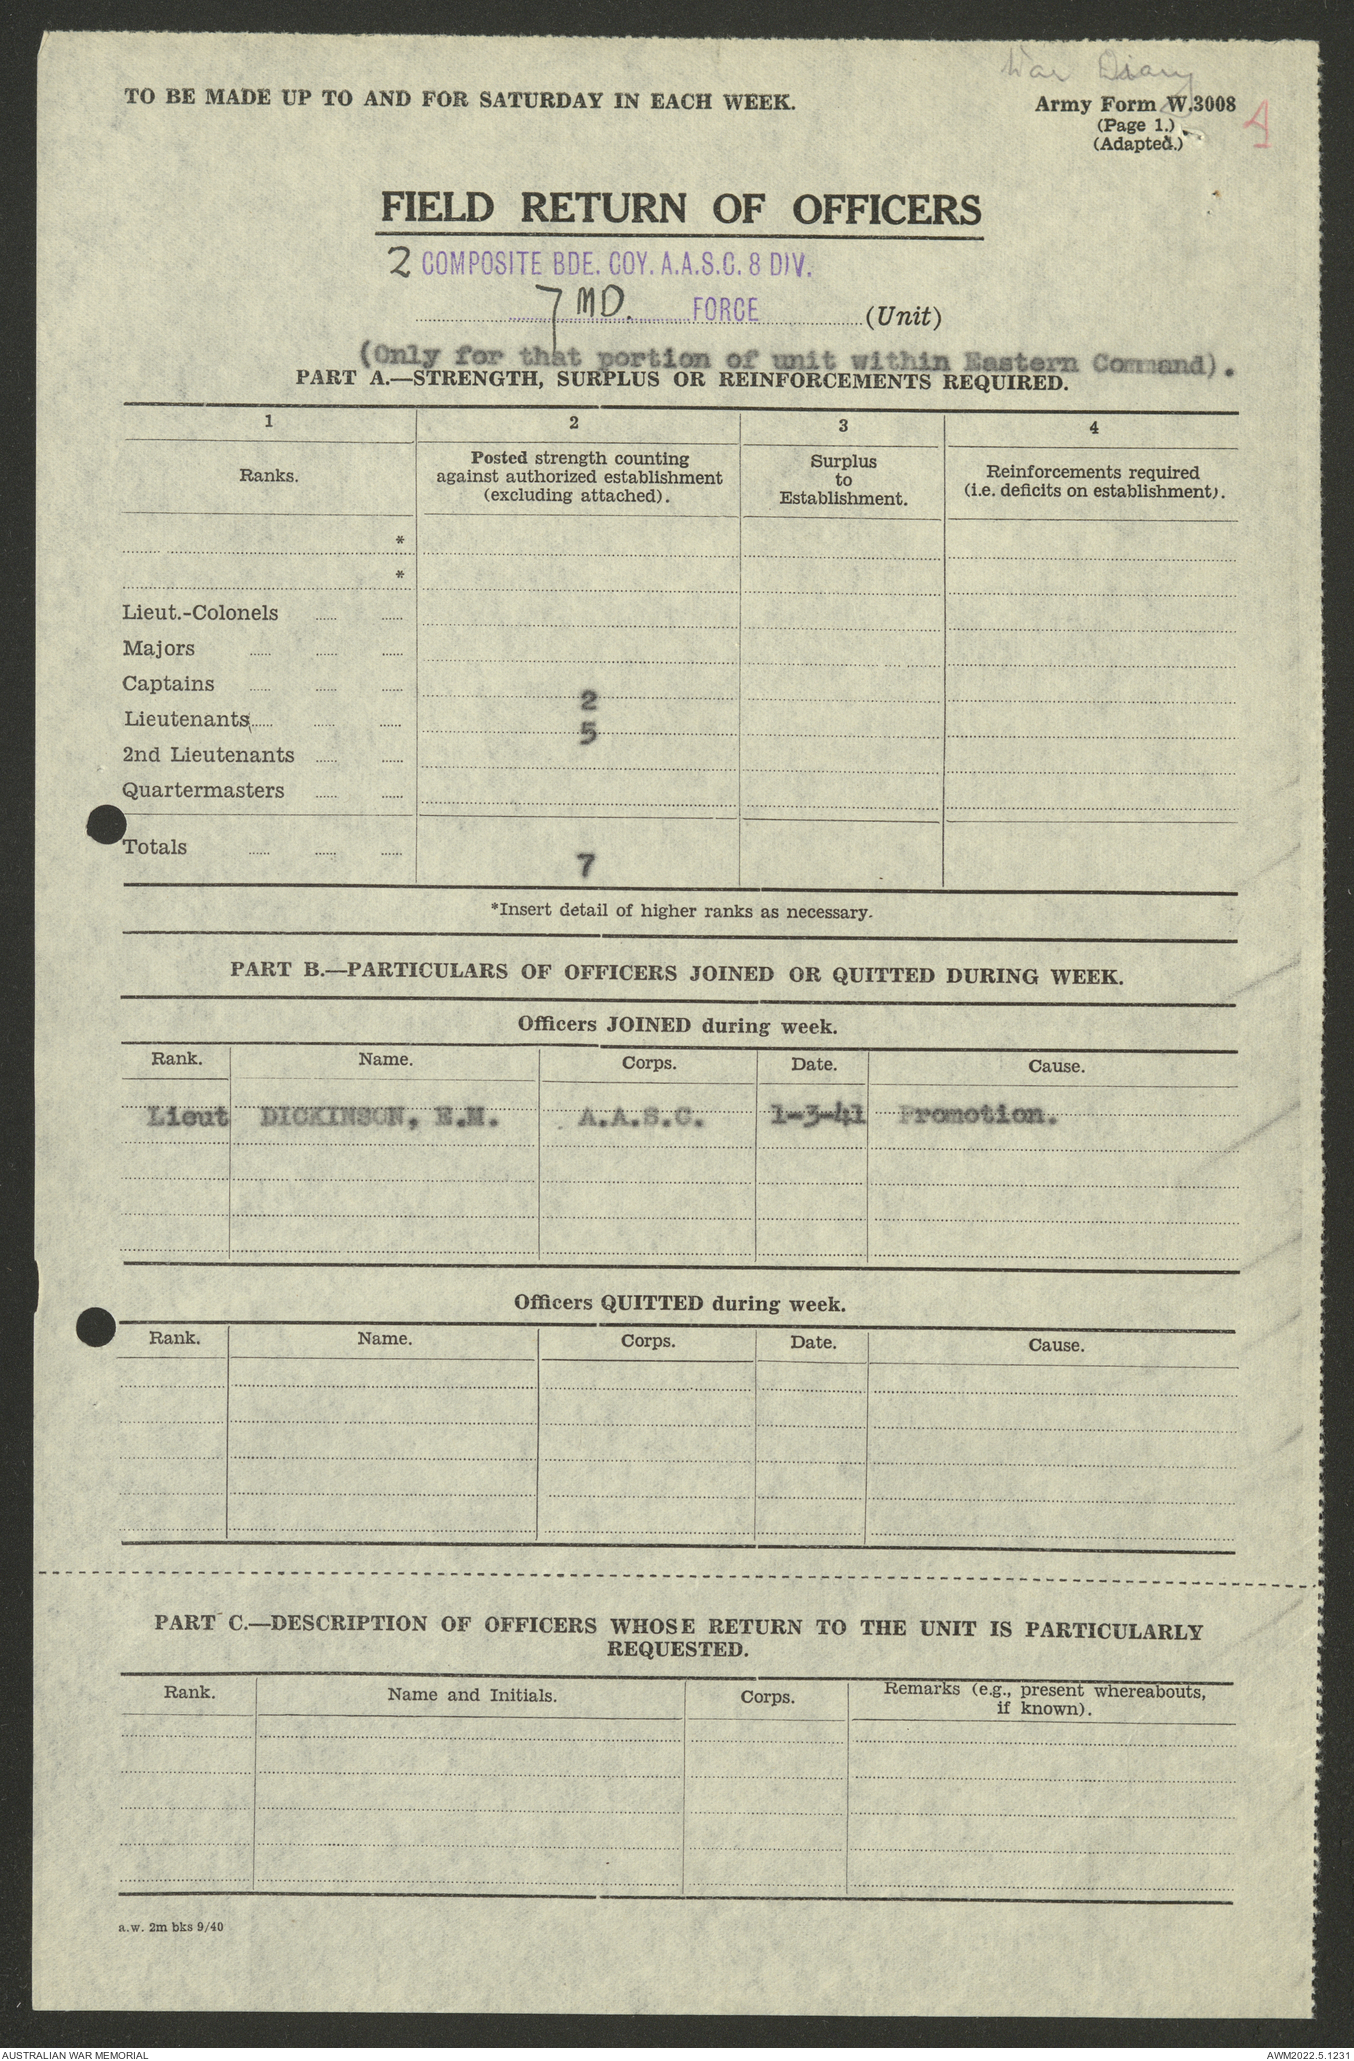 War Diary
TO BE MADE UP TO AND FOR SATURDAY IN EACH WEEK.
Army Form W.3008
(Page 1.)
(Adapted.)
4
FIELD RETURN OF OFFICERS
2 COMPOSITE BDE. COY. A.A.S.C. 8 DIV.
7 MD. FORCE (Unit)
(Only for that portion of unit within Eastern Command).
PART A.—STRENGTH, SURPLUS OR REINFORCEMENTS REQUIRED.
1 2 3 4
Ranks.
Posted strength counting
against authorized establishment
(excluding attached).
Surplus
to
Establishment.
Reinforcements required
(i.e. deficits on establishment).
*
*
Lieut.-Colonels
Majors
Captains 2
Lieutenants 5
2nd Lieutenants
Quartermasters
Totals 7
*Insert detail of higher ranks as necessary.
PART B.—PARTICULARS OF OFFICERS JOINED OR QUITTED DURING WEEK.
Officers JOINED during week.
Rank. Name. Corps. Date. Cause.
Lieut DICKINSON, E.M. A.A.S.C. 1-3-41 Promotion.
Officers QUITTED during week.
Rank. Name. Corps. Date. Cause.
PART C.—DESCRIPTION OF OFFICERS WHOSE RETURN TO THE UNIT IS PARTICULARLY
REQUESTED.
Rank. Name and Initials. Corps.
Remarks (e.g., present whereabouts,
if known).
a.w. 2m bks 9/40
AUSTRALIAN WAR MEMORIAL
AWM2022.5.1231